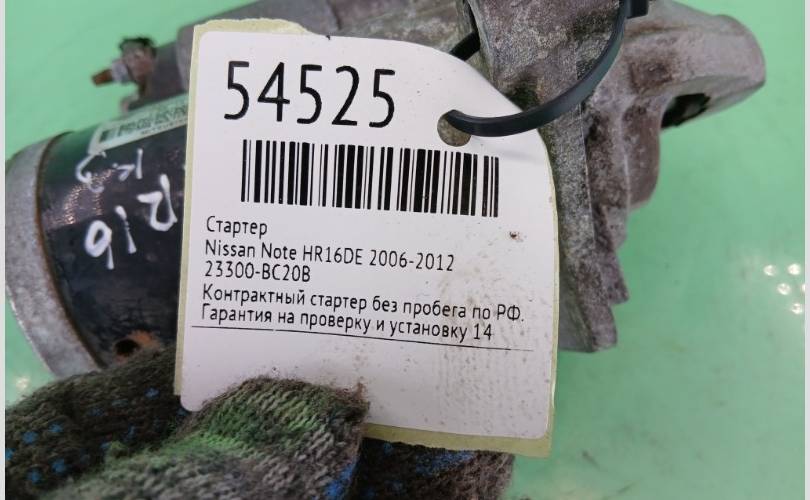 54525
Стартер
Nissan Note HR16DE 2006-2012
23300-BC20B
Контрактный стартер без пробега по РФ.
Гарантия на проверку и установку 14